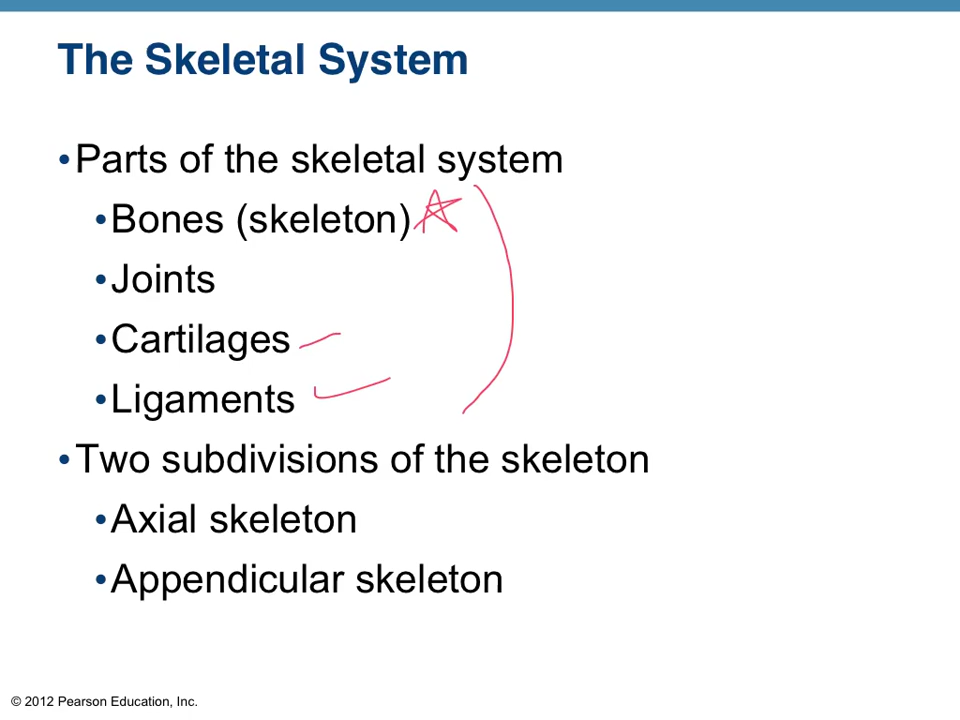 The Skeletal System
•Parts of the skeletal system
•Bones (skeleton)
•Joints
•Cartilages
•Ligaments
•Two subdivisions of the skeleton
•Axial skeleton
•Appendicular skeleton
© 2012 Pearson Education, Inc.